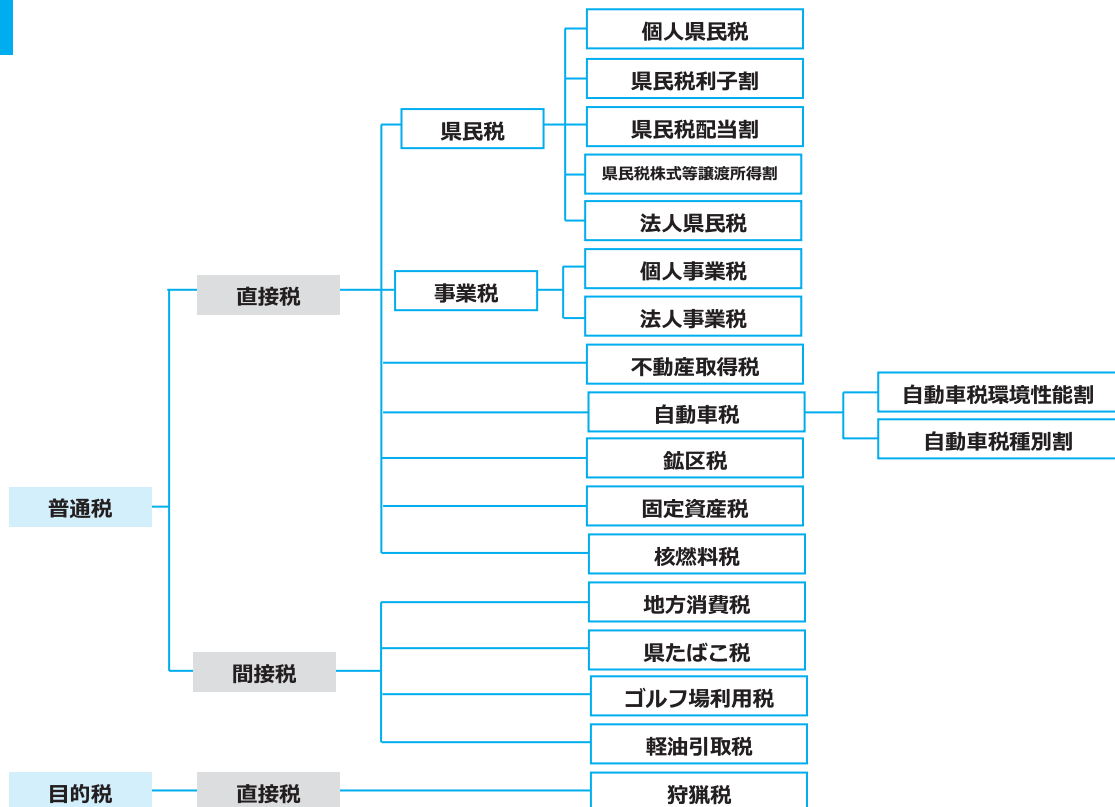 個人県民税
県民税利子割
県民税
県民税配当割
県民税株式等譲渡所得割
法人県民税
直接税
事業税
個人事業税
法人事業税
不動産取得税
自動車税
自動車税環境性能割
自動車税種別割
鉱区税
普通税
固定資産税
核燃料税
地方消費税
間接税
県たばこ税
ゴルフ場利用税
軽油引取税
目的税
直接税
狩猟税